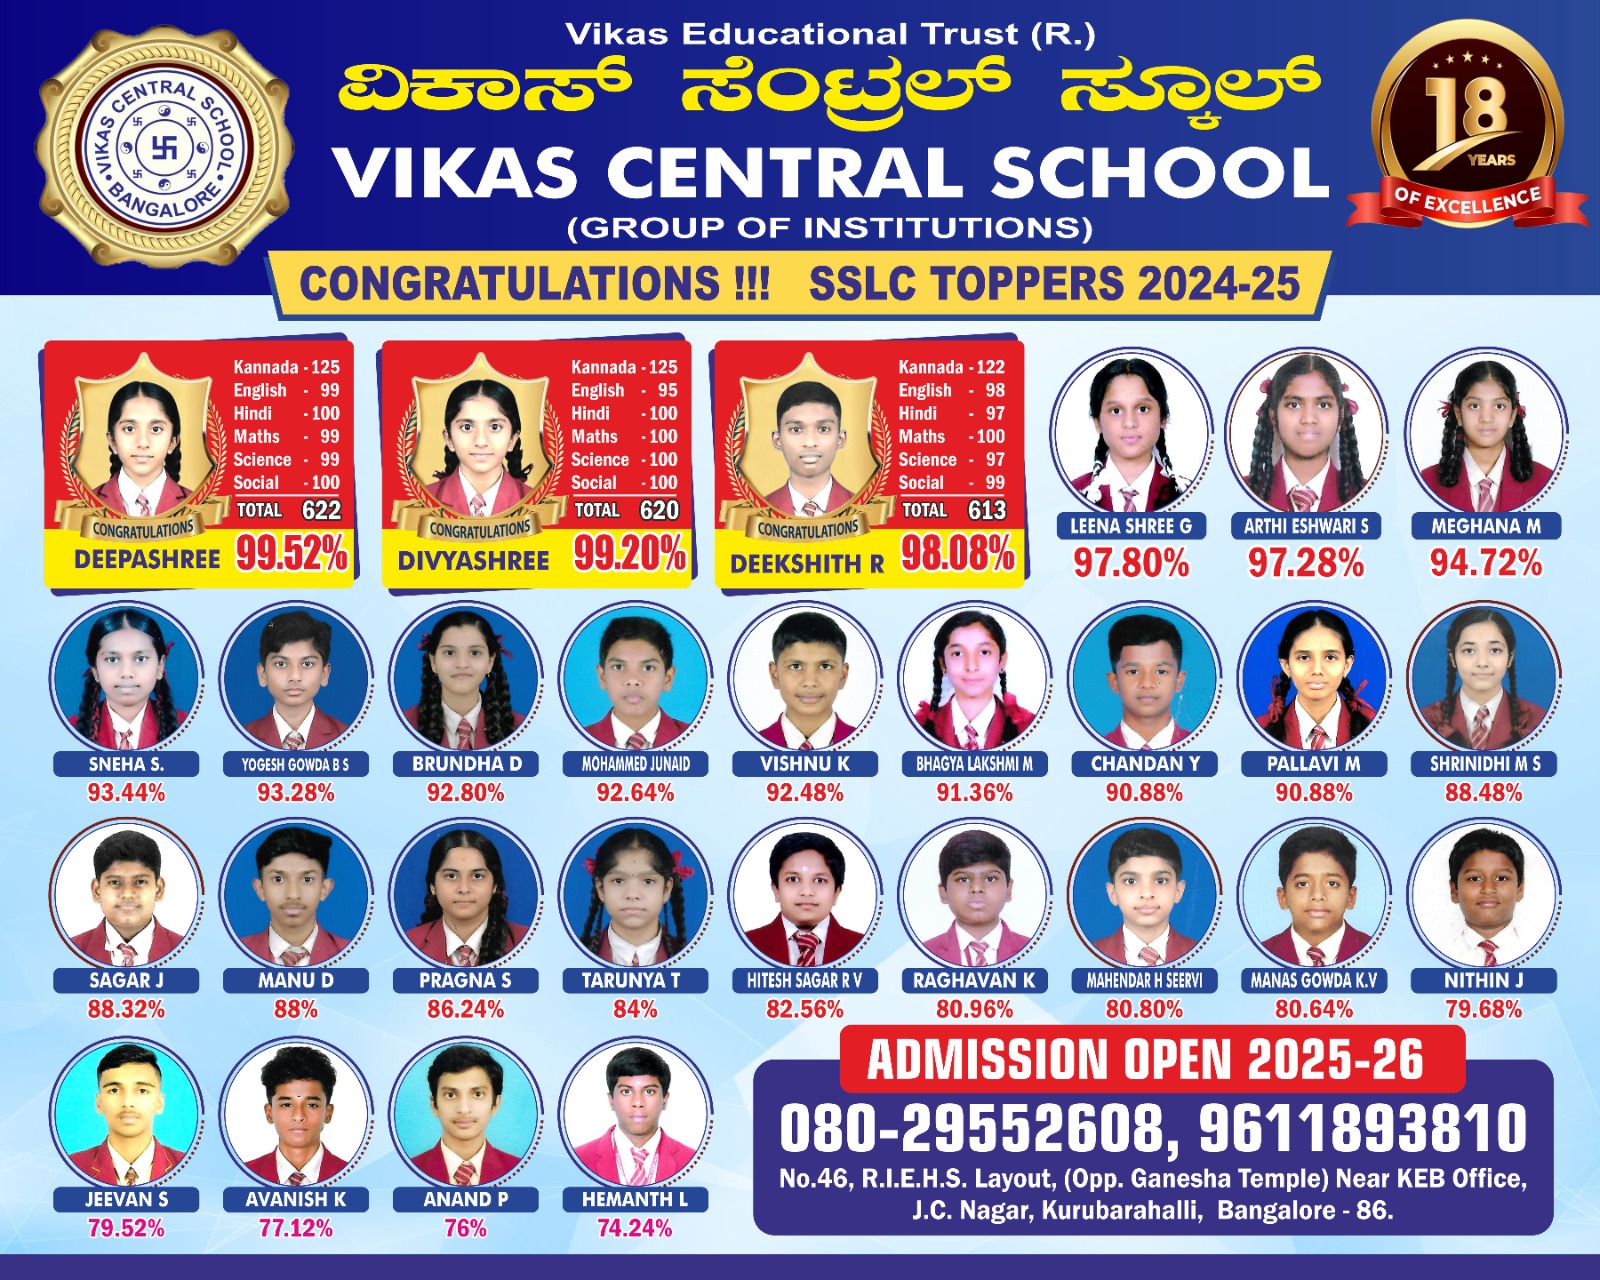 Vikas Educational Trust (R.)
ವಿಕಾಸ್ ಸೆಂಟ್ರಲ್ ಸ್ಕೂಲ್
VIKAS CENTRAL SCHOOL
(GROUP OF INSTITUTIONS)
VIKAS CENTRAL SCHOOL
BANGALORE
18
YEARS
OF EXCELLENCE
CONGRATULATIONS !!! SSLC TOPPERS 2024-25
Kannada - 125
English - 99
Hindi - 100
Maths - 99
Science - 99
Social - 100
TOTAL 622
CONGRATULATIONS
DEEPASHREE 99.52%
Kannada - 125
English - 95
Hindi - 100
Maths - 100
Science - 100
Social - 100
TOTAL 620
CONGRATULATIONS
DIVYASHREE 99.20%
Kannada - 122
English - 98
Hindi - 97
Maths - 100
Science - 97
Social - 99
TOTAL 613
CONGRATULATIONS
DEEKSHITH R 98.08%
LEENA SHREE G ARTHI ESHWARI S MEGHANA M
97.80% 97.28% 94.72%
SNEHA S. YOGESH GOWDA B S BRUNDHA D MOHAMMED JUNAID VISHNU K BHAGYA LAKSHMI M CHANDAN Y PALLAVI M SHRINIDHI M S
93.44% 93.28% 92.80% 92.64% 92.48% 91.36% 90.88% 90.88% 88.48%
SAGAR J MANU D PRAGNA S TARUNYA T HITESH SAGAR R V RAGHAVAN K MAHENDAR H SEERVI MANAS GOWDA K.V NITHIN J
88.32% 88% 86.24% 84% 82.56% 80.96% 80.80% 80.64% 79.68%
JEEVAN S AVANISH K ANAND P HEMANTH L
79.52% 77.12% 76% 74.24%
ADMISSION OPEN 2025-26
080-29552608, 9611893810
No.46, R.I.E.H.S. Layout, (Opp. Ganesha Temple) Near KEB Office,
J.C. Nagar, Kurubarahalli, Bangalore - 86.